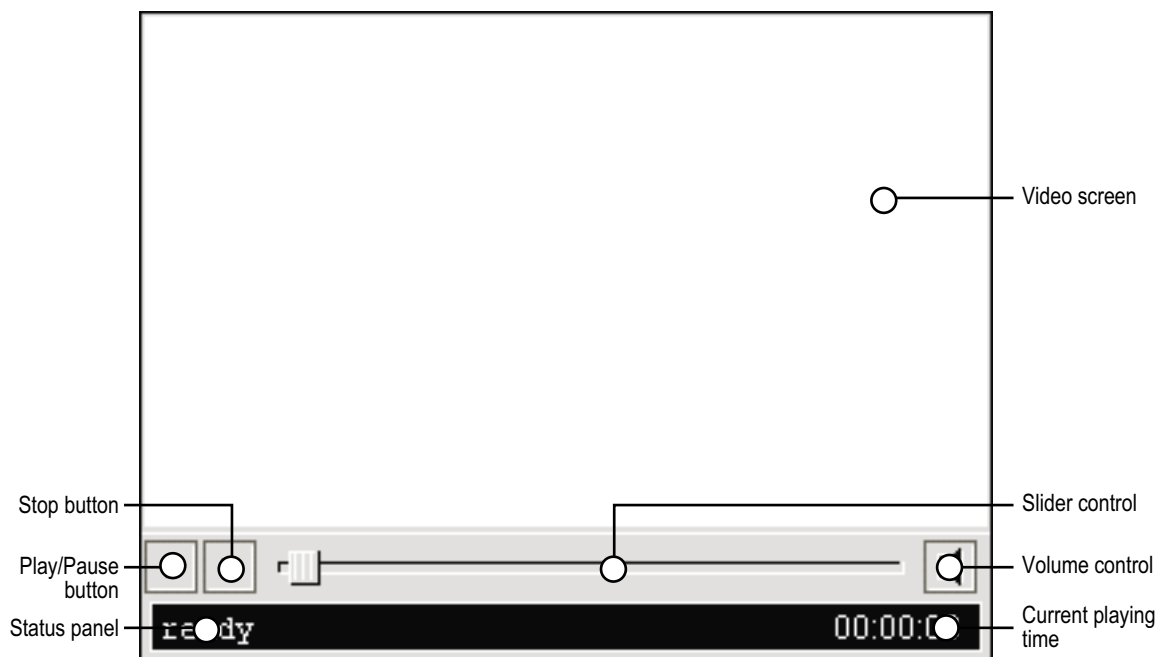 Video screen
Stop button
Slider control
Play/Pause
button
Volume control
Status panel
Current playing
time